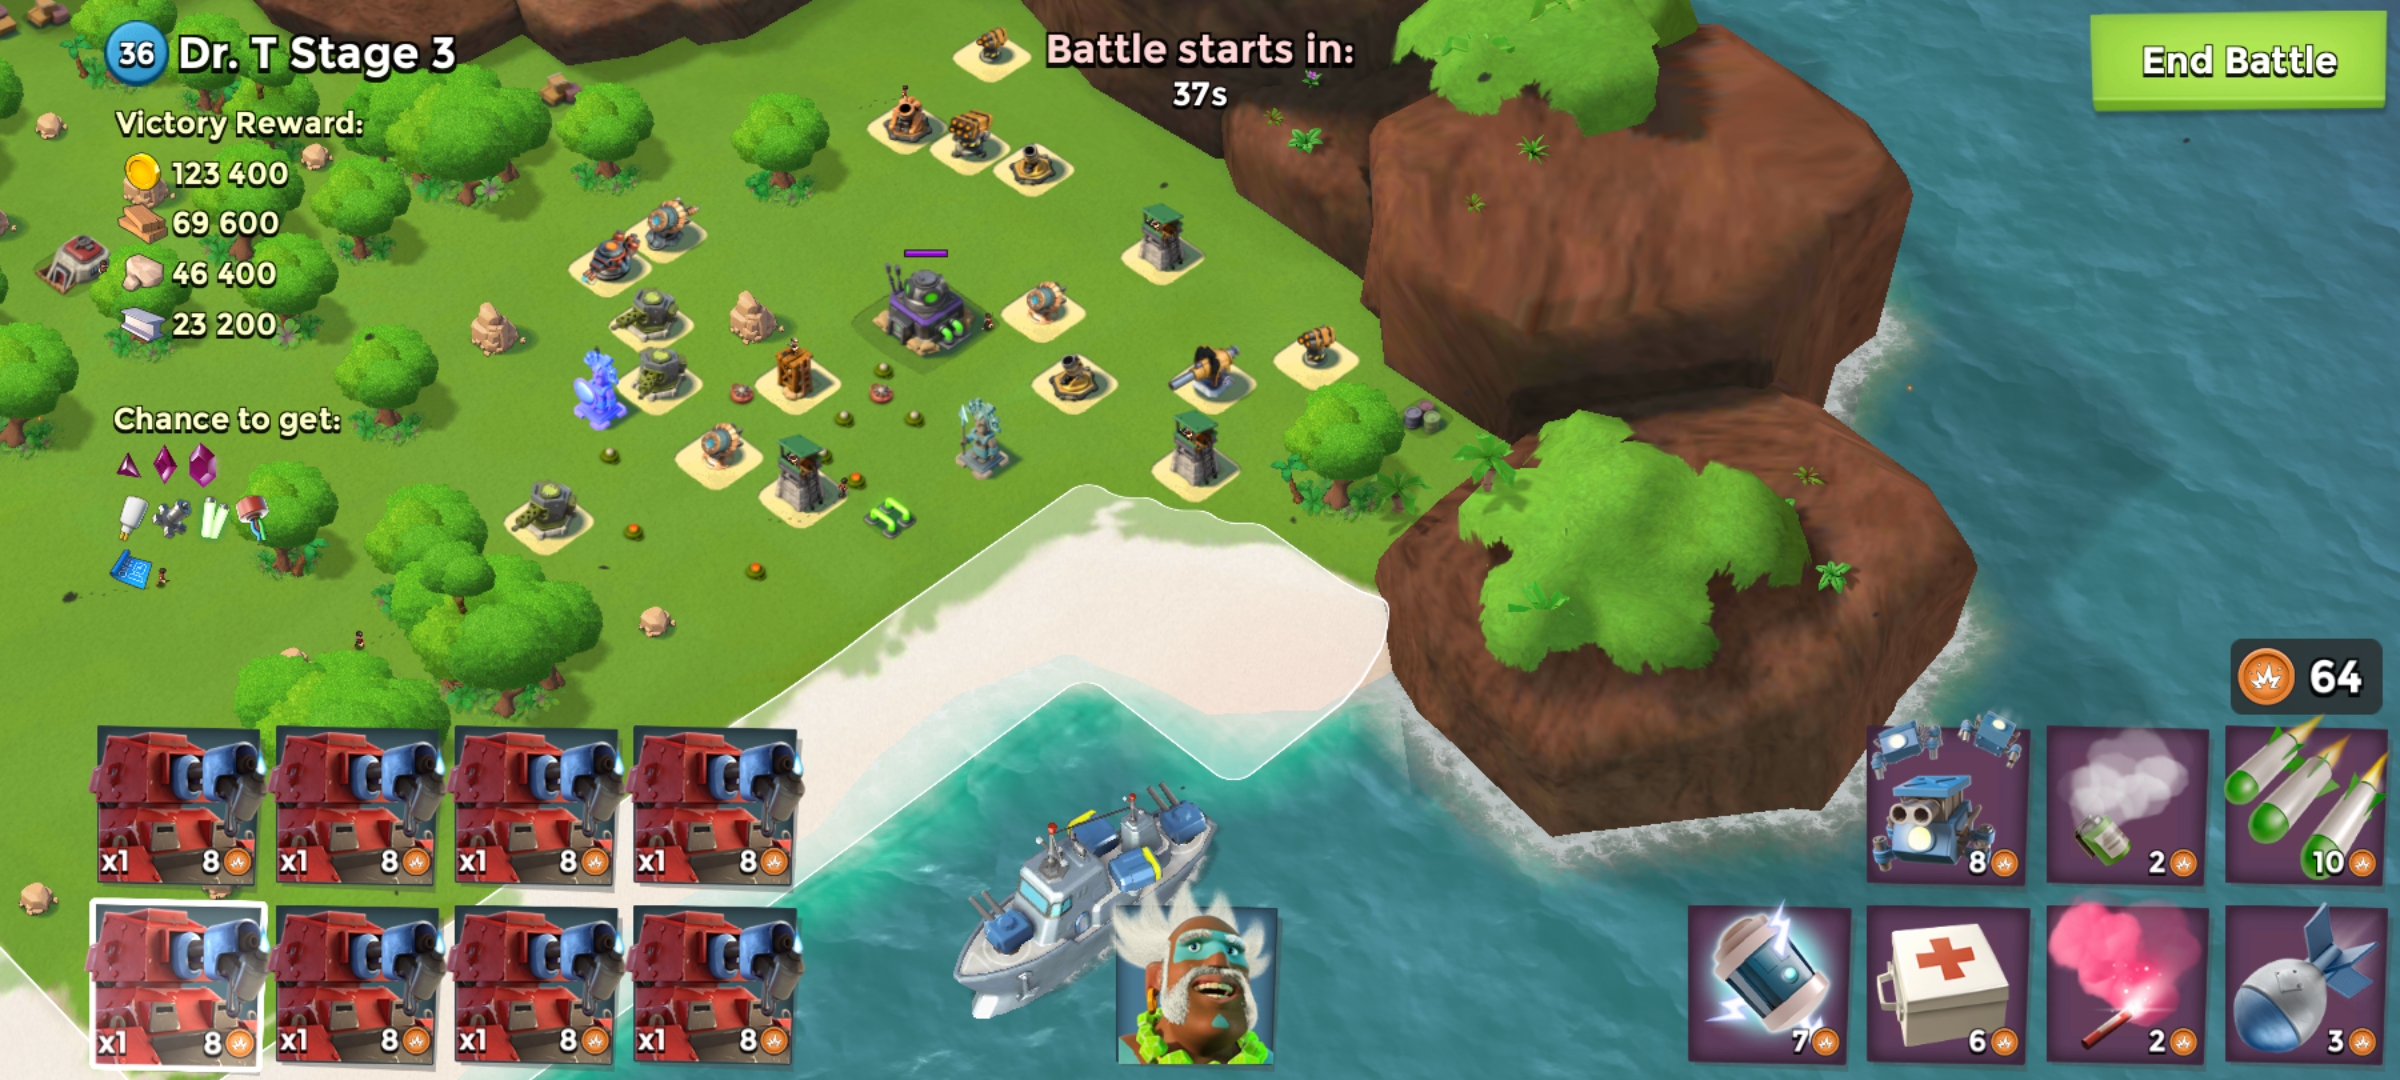 36 Dr. T Stage 3
Battle starts in:
37s
End Battle
Victory Reward:
123 400
69 600
46 400
23 200
Chance to get:
64
x1 8
x1 8
x1 8
x1 8
8
2
10
x1 8
x1 8
x1 8
x1 8
7
6
2
3